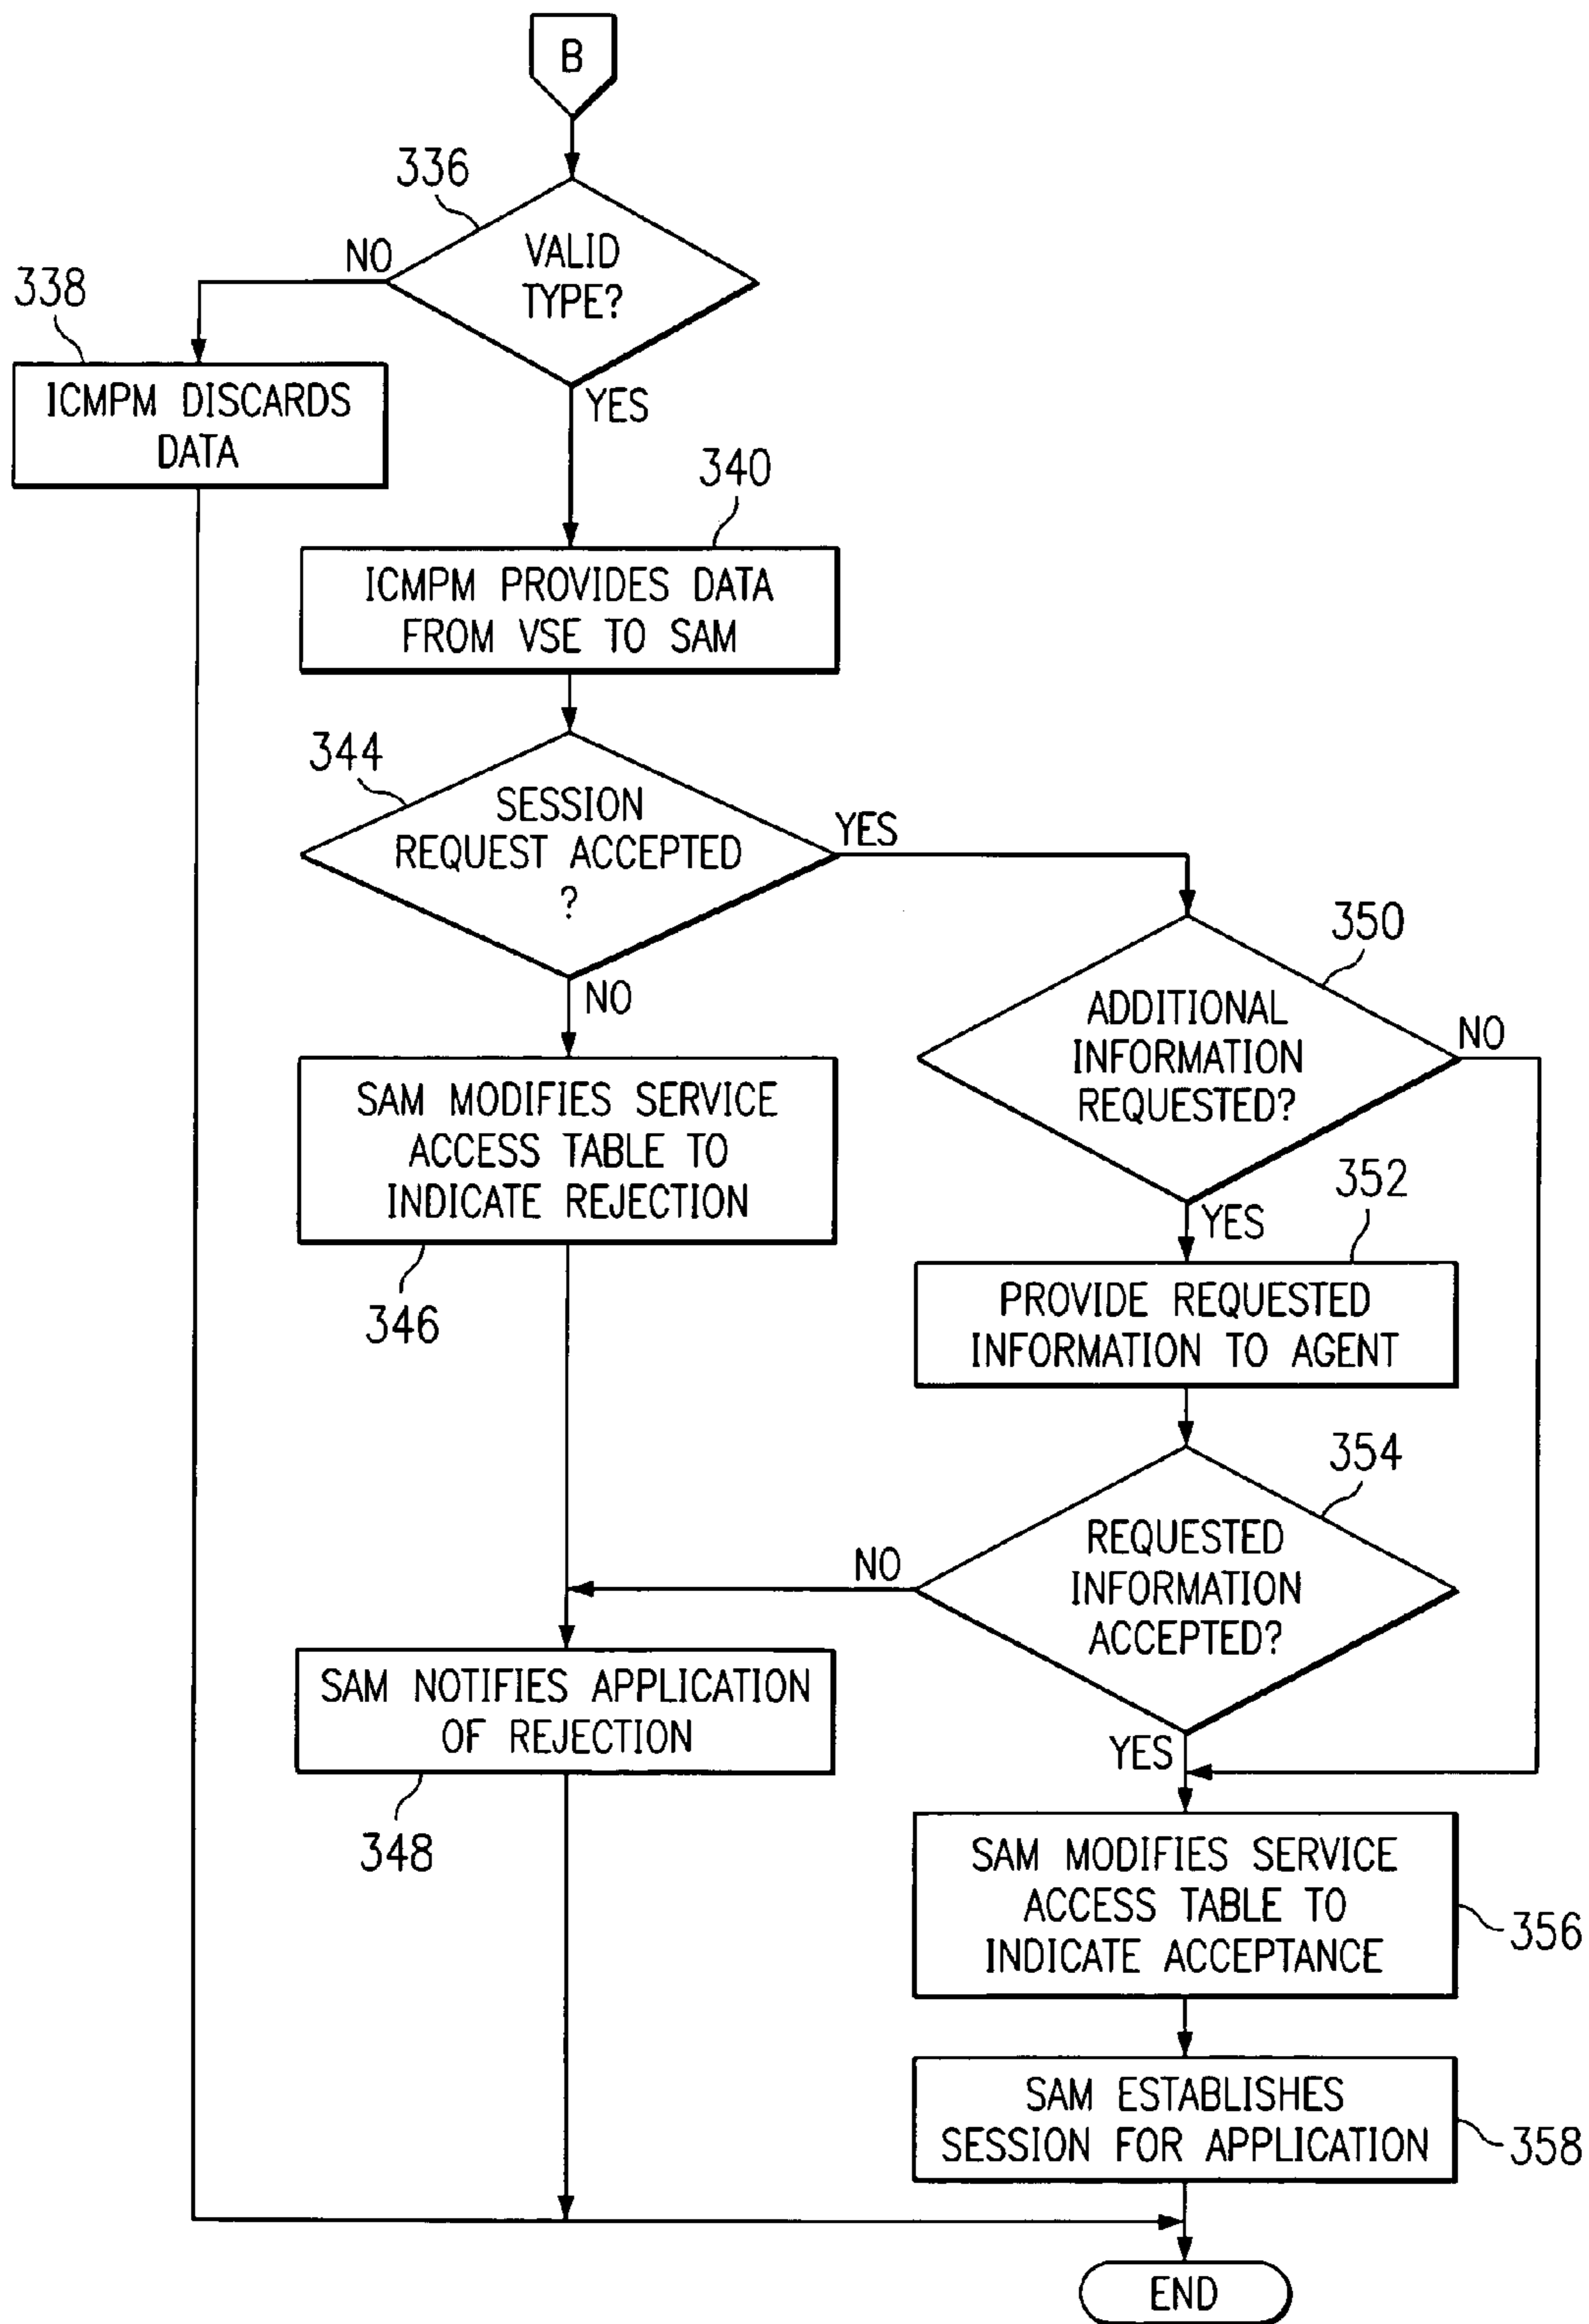 B
336
VALID
TYPE?
NO
YES
338
ICMPM DISCARDS
DATA
340
ICMPM PROVIDES DATA
FROM VSE TO SAM
344
SESSION
REQUEST ACCEPTED
?
YES
NO
350
ADDITIONAL
INFORMATION
REQUESTED?
NO
YES
SAM MODIFIES SERVICE
ACCESS TABLE TO
INDICATE REJECTION
346
352
PROVIDE REQUESTED
INFORMATION TO AGENT
354
REQUESTED
INFORMATION
ACCEPTED?
NO
YES
SAM NOTIFIES APPLICATION
OF REJECTION
348
SAM MODIFIES SERVICE
ACCESS TABLE TO
INDICATE ACCEPTANCE
356
SAM ESTABLISHES
SESSION FOR APPLICATION
358
END